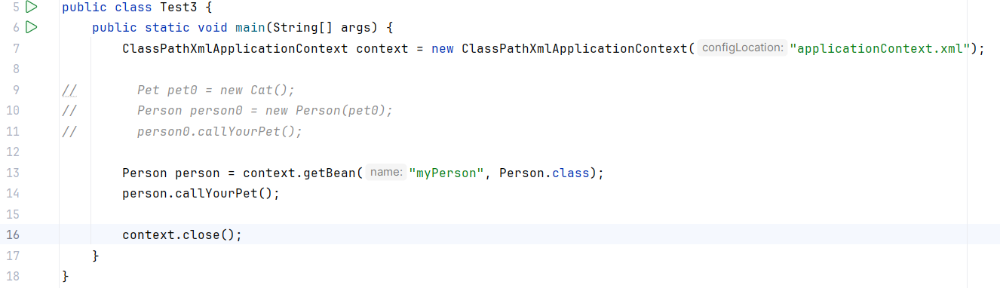 5 public class Test3 {
6 public static void main(String[] args) {
7 ClassPathXmlApplicationContext context = new ClassPathXmlApplicationContext( configLocation: "applicationContext.xml");
8
9 // Pet pet0 = new Cat();
10 // Person person0 = new Person(pet0);
11 // person0.callYourPet();
12
13 Person person = context.getBean( name: "myPerson", Person.class);
14 person.callYourPet();
15
16 context.close();
17 }
18 }